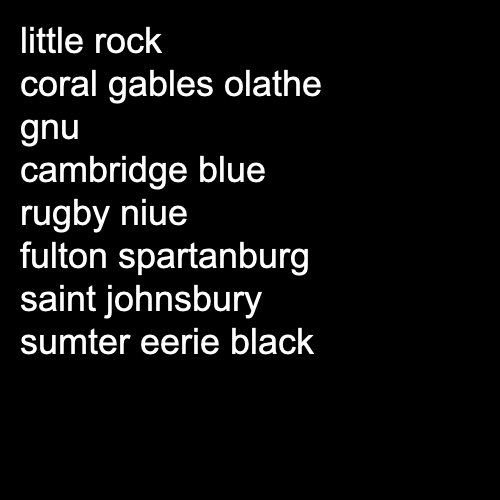 little rock
coral gables olathe
gnu
cambridge blue
rugby niue
fulton spartanburg
saint johnsbury
sumter eerie black